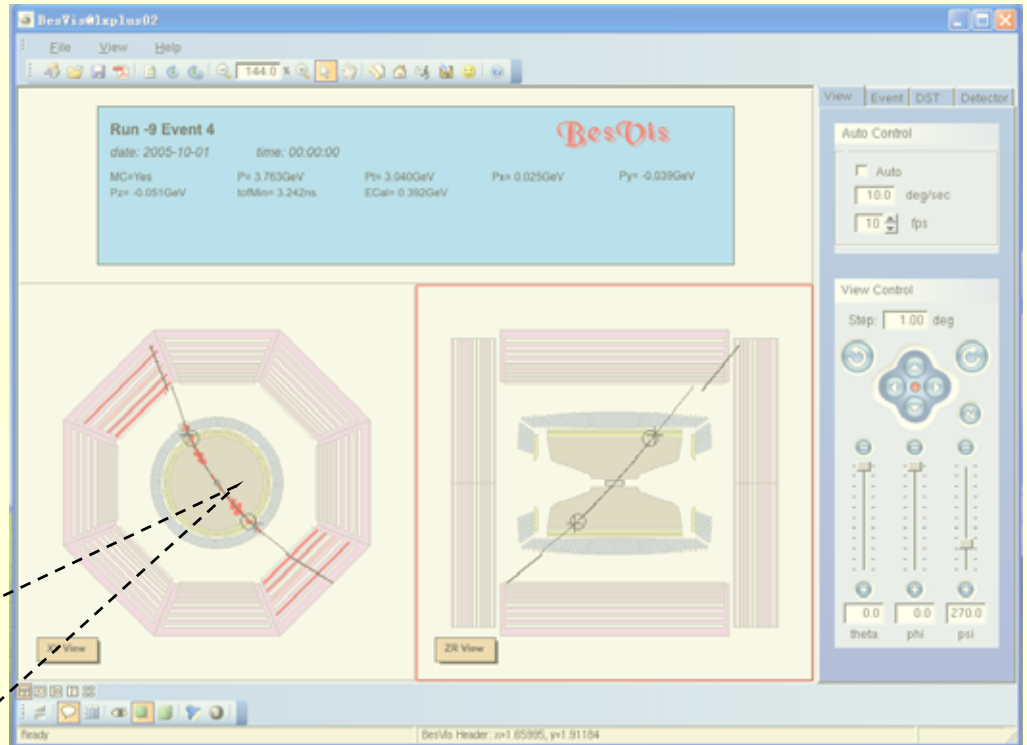 BesVis@lxplus02
File View Help
144.0 %
View Event DST Detector
Run -9 Event 4
BesVis
date: 2005-10-01 time: 00:00:00
MC=Yes P= 3.763GeV Pt= 3.040GeV Px= 0.025GeV Py= -0.039GeV
Pz= -0.051GeV tofMin= 3.242ns ECal= 0.392GeV
Auto Control
Auto
10.0 deg/sec
10 fps
View Control
Step: 1.00 deg
0.0 0.0 270.0
theta phi psi
XY View
ZR View
Ready
BesVis Header: x=1.65995, y=1.91184